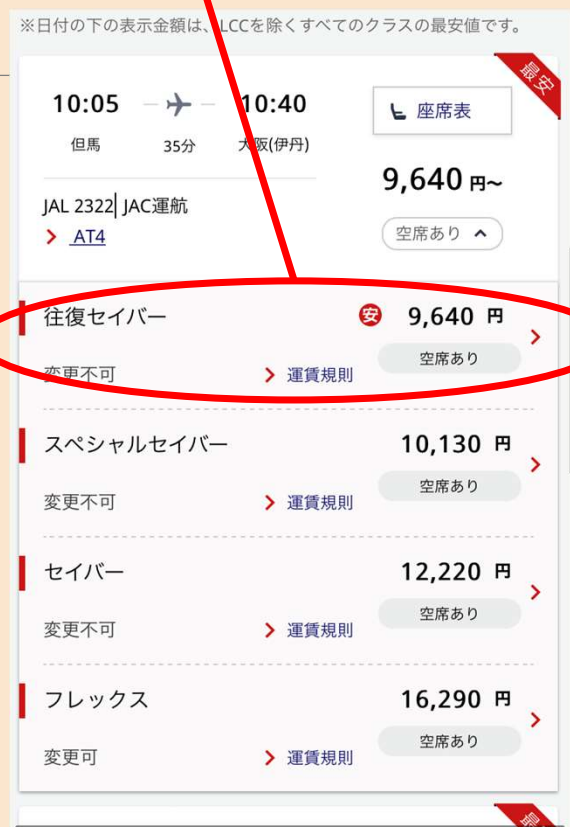 ※日付の下の表示金額は、LCCを除くすべてのクラスの最安値です。
最安
10:05 10:40 座席表
但馬 35分 大阪(伊丹)
9,640 円〜
JAL 2322| JAC運航
AT4 空席あり
往復セイバー 安 9,640 円
空席あり
変更不可 運賃規則
スペシャルセイバー 10,130 円
空席あり
変更不可 運賃規則
セイバー 12,220 円
空席あり
変更不可 運賃規則
フレックス 16,290 円
空席あり
変更可 運賃規則